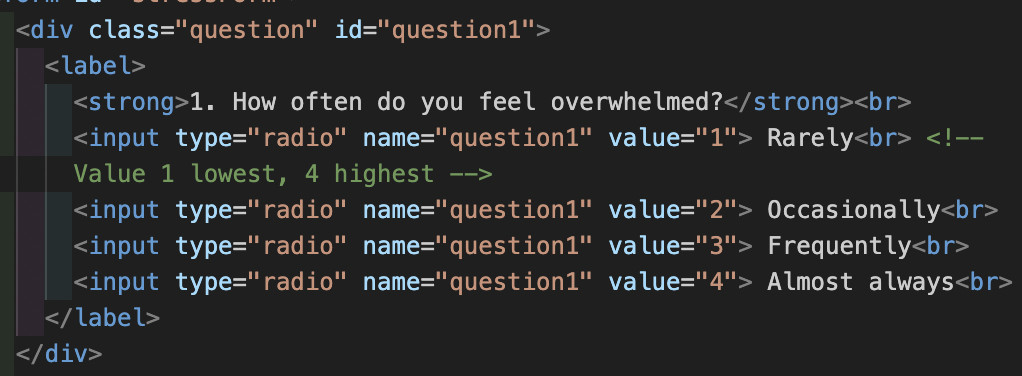 <div class="question" id="question1">
<label>
<strong>1. How often do you feel overwhelmed?</strong><br>
<input type="radio" name="question1" value="1"> Rarely<br> <!--
Value 1 lowest, 4 highest -->
<input type="radio" name="question1" value="2"> Occasionally<br>
<input type="radio" name="question1" value="3"> Frequently<br>
<input type="radio" name="question1" value="4"> Almost always<br>
</label>
</div>